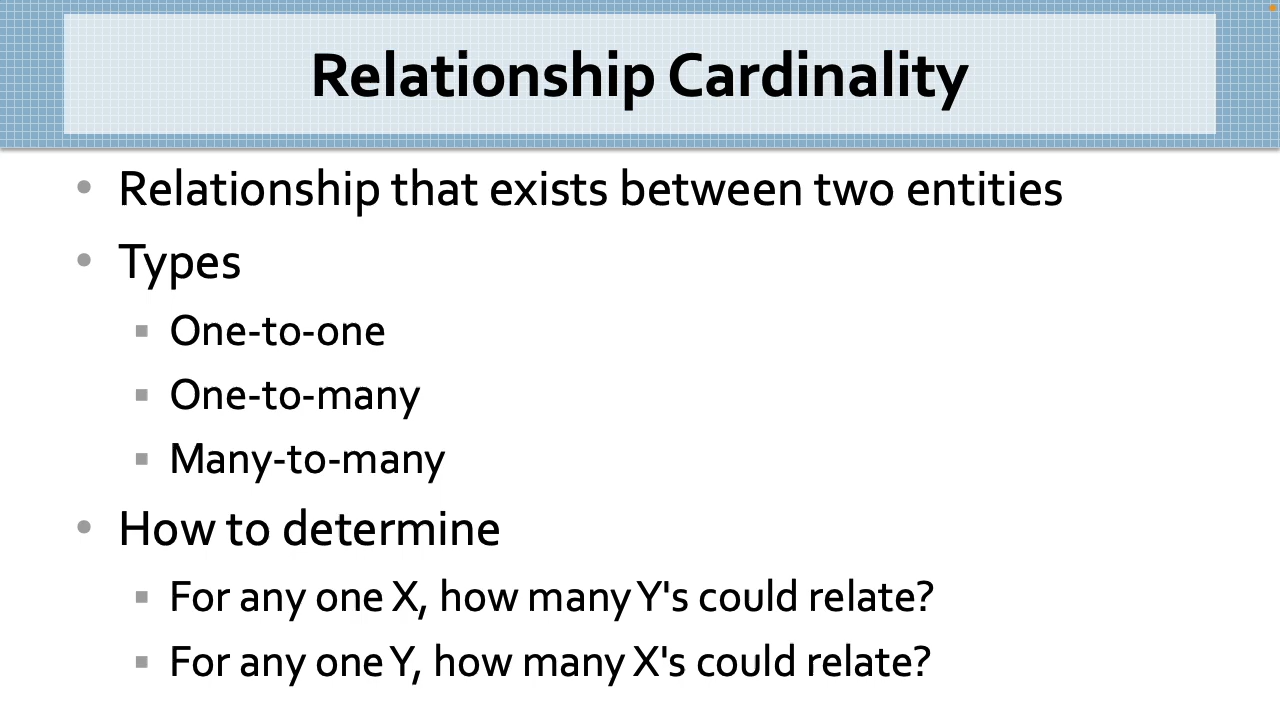 Relationship Cardinality
• Relationship that exists between two entities
• Types
▪ One-to-one
▪ One-to-many
▪ Many-to-many
• How to determine
▪ For any one X, how many Y's could relate?
▪ For any one Y, how many X's could relate?